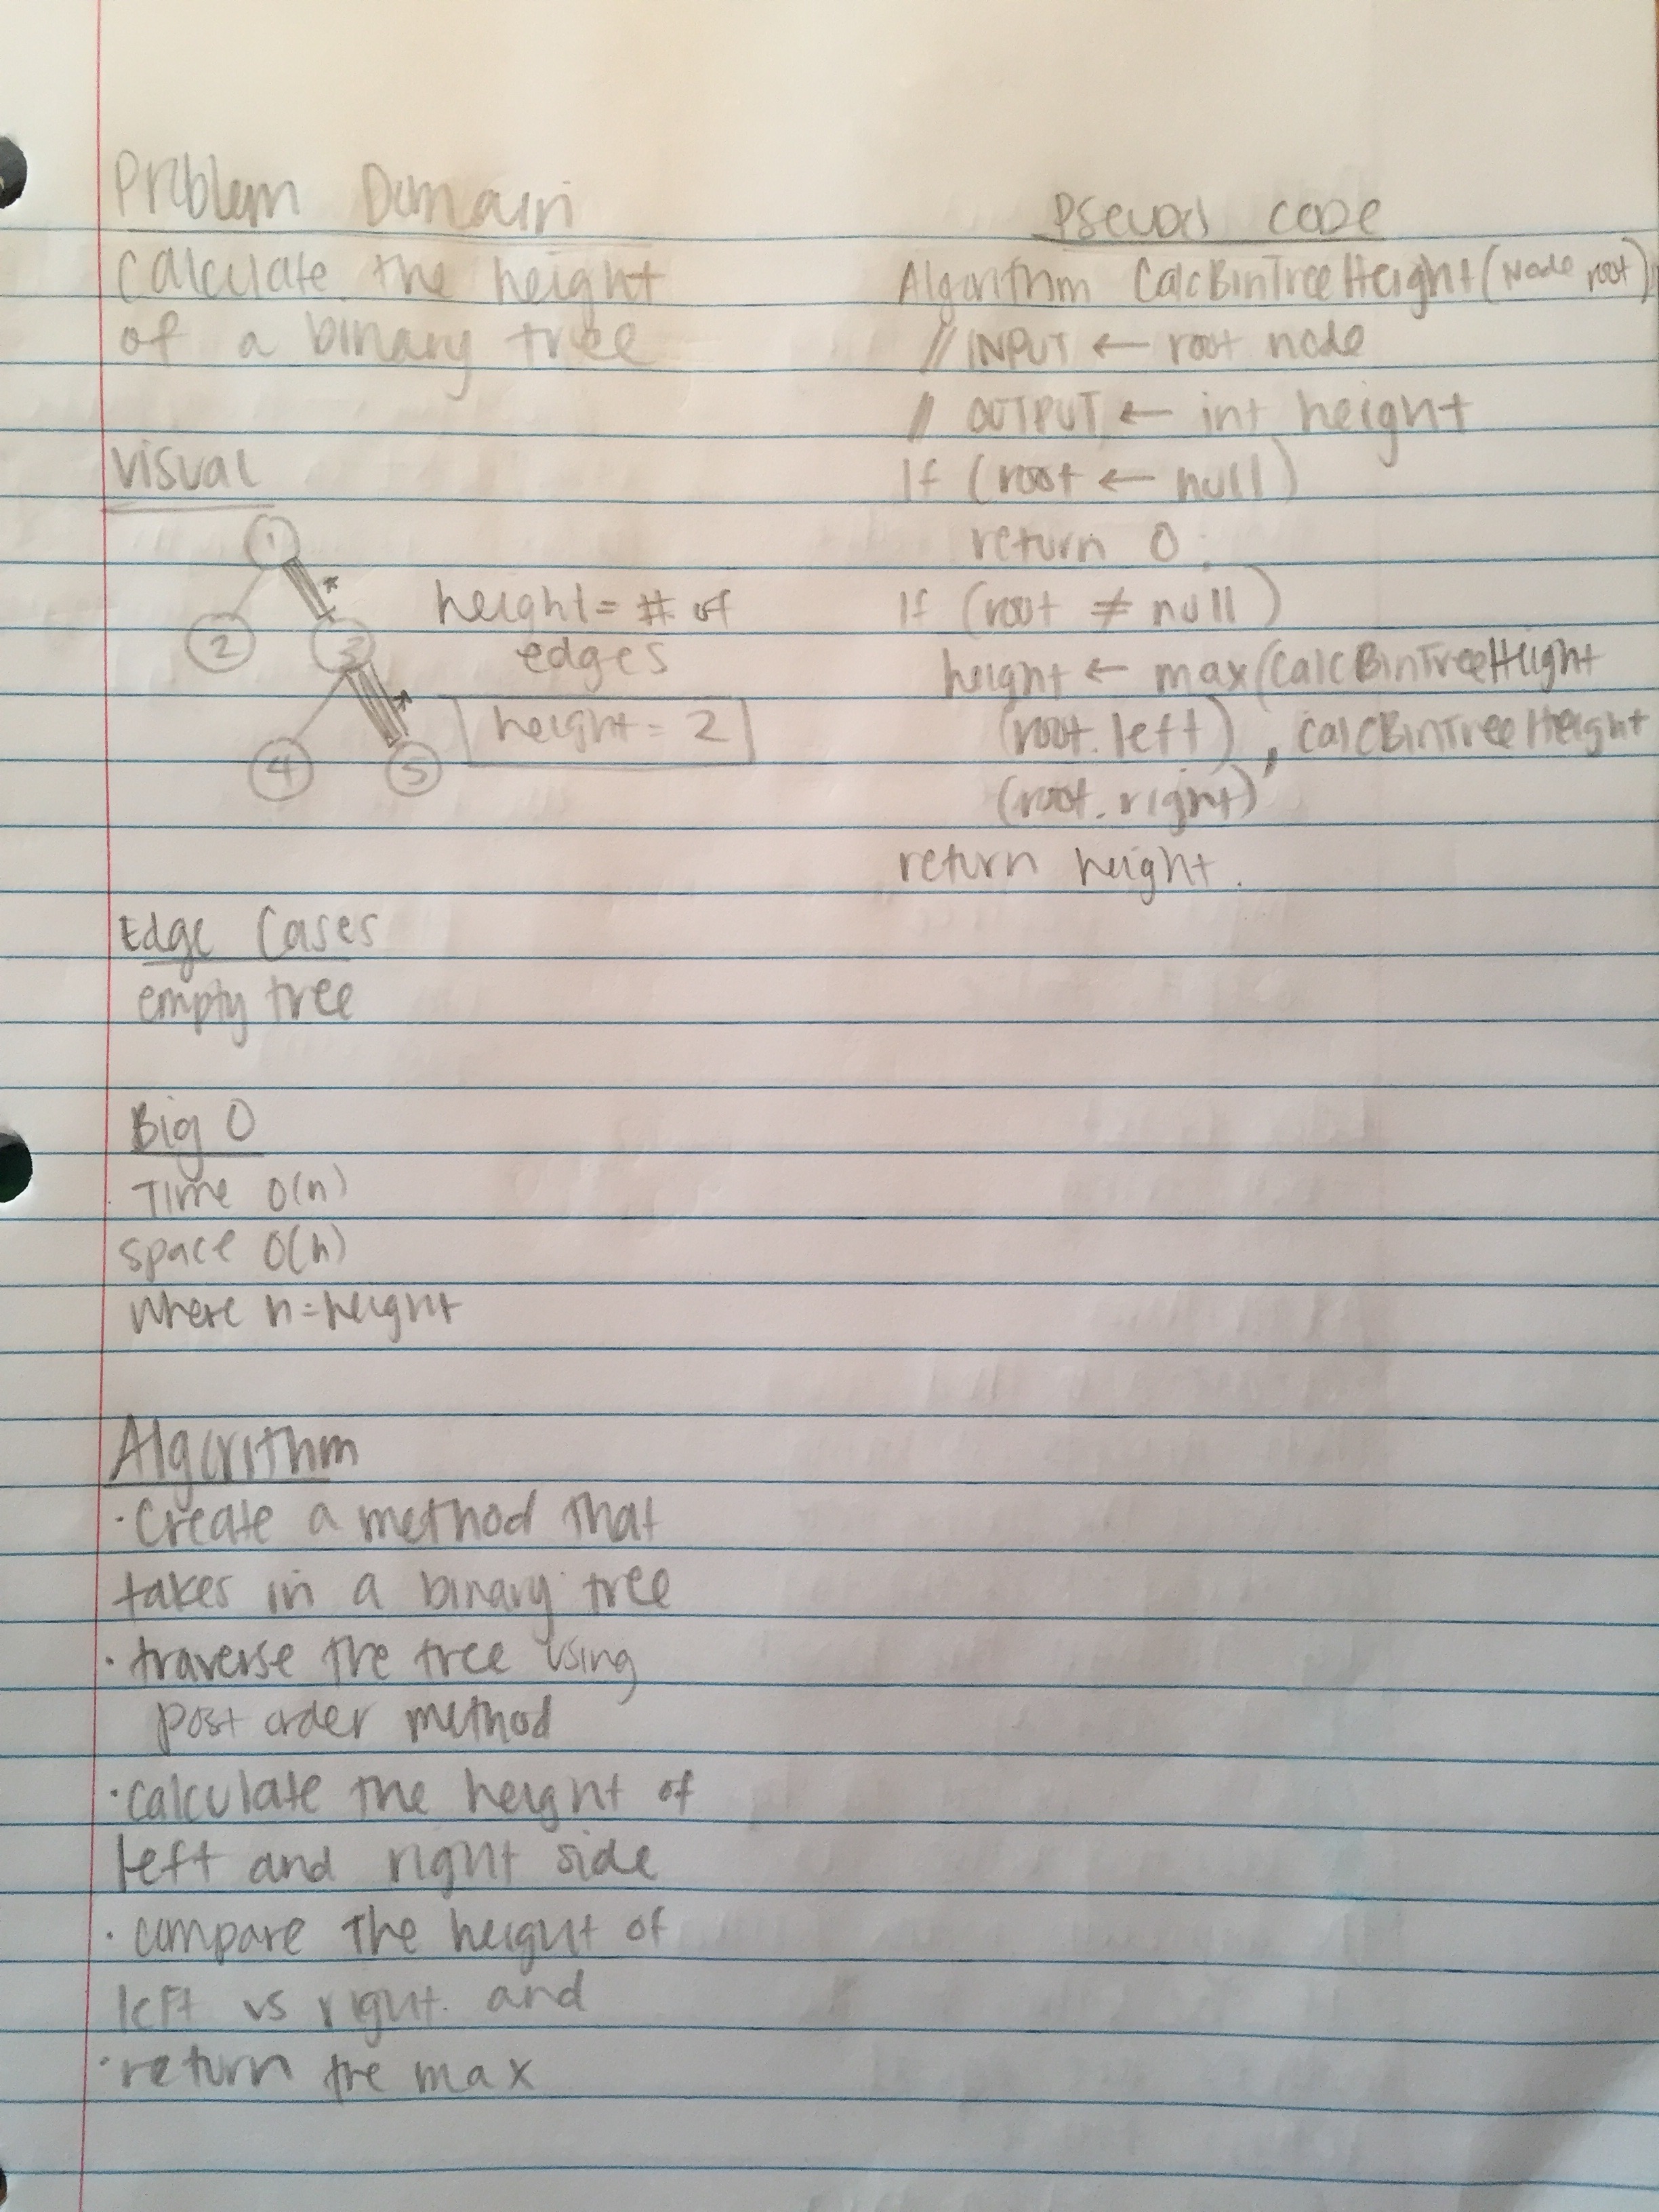 Problem Domain
Calculate the height
of a binary tree
Visual
1
2
3
4
5
height = # of
edges
height = 2
Edge Cases
empty tree
Big O
Time O(n)
space O(h)
where h = height
Algorithm
· Create a method that
takes in a binary tree
· traverse the tree using
post order method
· calculate the height of
left and right side
· compare the height of
left vs right. and
· return the max
Pseudo CODE
Algorithm CalcBinTreeHeight(Node root)
// INPUT ← root node
// OUTPUT ← int height
If (root ← null)
return 0;
If (root ≠ null)
height ← max(CalcBinTreeHeight
(root.left), CalcBinTreeHeight
(root.right)
return height.